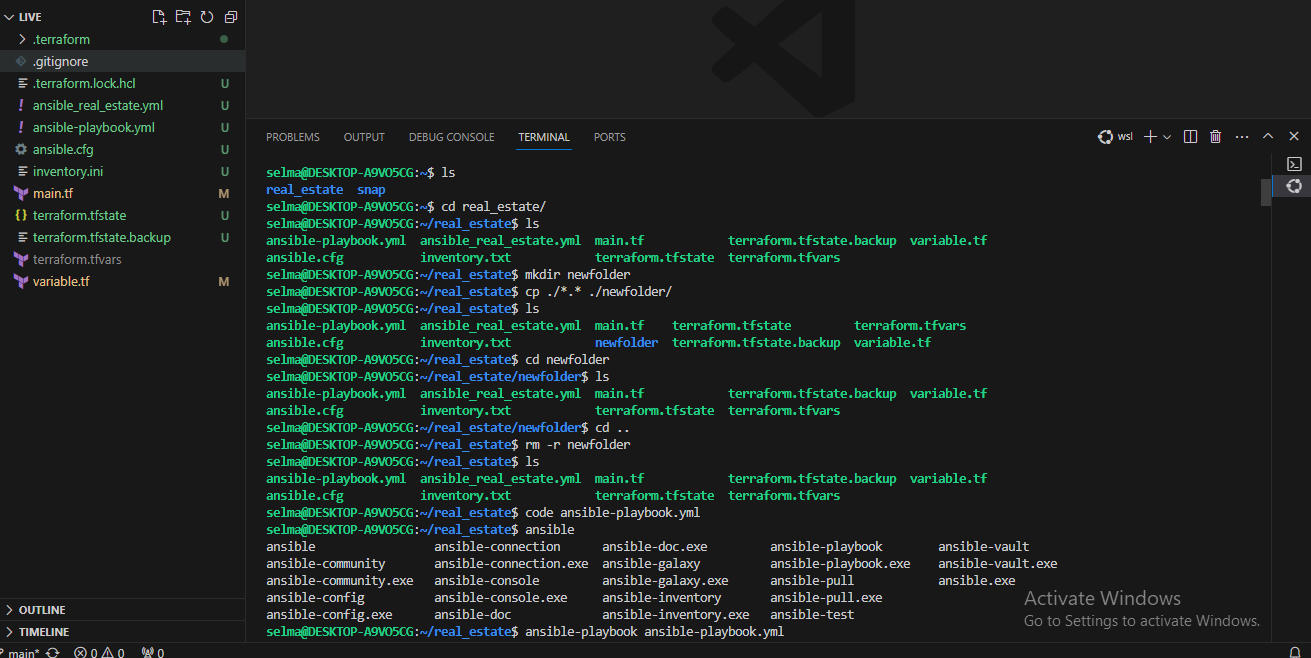 LIVE
.terraform
.gitignore
.terraform.lock.hcl U
ansible_real_estate.yml U
ansible-playbook.yml U
ansible.cfg U
inventory.ini U
main.tf M
terraform.tfstate U
terraform.tfstate.backup U
terraform.tfvars
variable.tf M
OUTLINE
TIMELINE
PROBLEMS OUTPUT DEBUG CONSOLE TERMINAL PORTS wsl
selma@DESKTOP-A9VO5CG:~$ ls
real_estate snap
selma@DESKTOP-A9VO5CG:~$ cd real_estate/
selma@DESKTOP-A9VO5CG:~/real_estate$ ls
ansible-playbook.yml ansible_real_estate.yml main.tf terraform.tfstate.backup variable.tf
ansible.cfg inventory.txt terraform.tfstate terraform.tfvars
selma@DESKTOP-A9VO5CG:~/real_estate$ mkdir newfolder
selma@DESKTOP-A9VO5CG:~/real_estate$ cp ./*.* ./newfolder/
selma@DESKTOP-A9VO5CG:~/real_estate$ ls
ansible-playbook.yml ansible_real_estate.yml main.tf terraform.tfstate terraform.tfvars
ansible.cfg inventory.txt newfolder terraform.tfstate.backup variable.tf
selma@DESKTOP-A9VO5CG:~/real_estate$ cd newfolder
selma@DESKTOP-A9VO5CG:~/real_estate/newfolder$ ls
ansible-playbook.yml ansible_real_estate.yml main.tf terraform.tfstate.backup variable.tf
ansible.cfg inventory.txt terraform.tfstate terraform.tfvars
selma@DESKTOP-A9VO5CG:~/real_estate/newfolder$ cd ..
selma@DESKTOP-A9VO5CG:~/real_estate$ rm -r newfolder
selma@DESKTOP-A9VO5CG:~/real_estate$ ls
ansible-playbook.yml ansible_real_estate.yml main.tf terraform.tfstate.backup variable.tf
ansible.cfg inventory.txt terraform.tfstate terraform.tfvars
selma@DESKTOP-A9VO5CG:~/real_estate$ code ansible-playbook.yml
selma@DESKTOP-A9VO5CG:~/real_estate$ ansible
ansible ansible-connection ansible-doc.exe ansible-playbook ansible-vault
ansible-community ansible-connection.exe ansible-galaxy ansible-playbook.exe ansible-vault.exe
ansible-community.exe ansible-console ansible-galaxy.exe ansible-pull ansible.exe
ansible-config ansible-console.exe ansible-inventory ansible-pull.exe
ansible-config.exe ansible-doc ansible-inventory.exe ansible-test
selma@DESKTOP-A9VO5CG:~/real_estate$ ansible-playbook ansible-playbook.yml
Activate Windows
Go to Settings to activate Windows.
main* 0 0 0